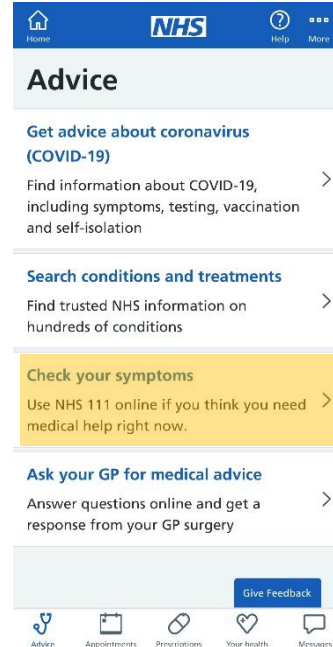 NHS
Home
Help
More
Advice
Get advice about coronavirus
(COVID-19)
Find information about COVID-19,
including symptoms, testing, vaccination
and self-isolation
Search conditions and treatments
Find trusted NHS information on
hundreds of conditions
Check your symptoms
Use NHS 111 online if you think you need
medical help right now.
Ask your GP for medical advice
Answer questions online and get a
response from your GP surgery
Give Feedback
Advice
Appointments
Prescriptions
Your health
Messages